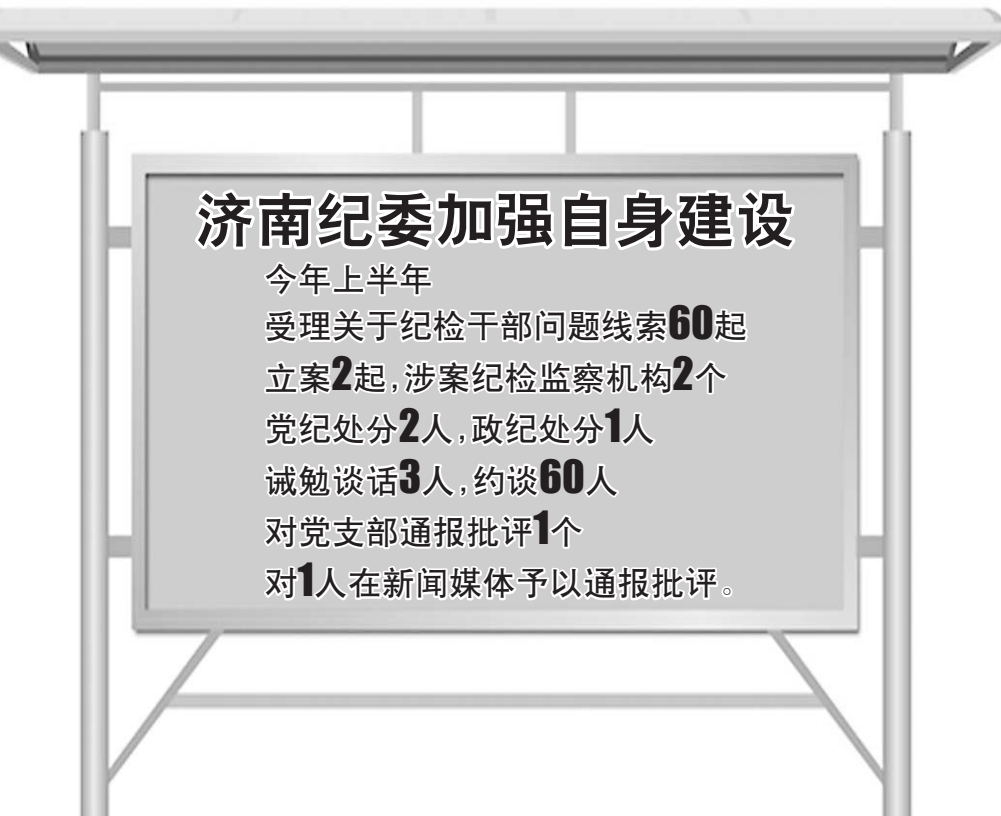 济南纪委加强自身建设
今年上半年
受理关于纪检干部问题线索60起
立案2起,涉案纪检监察机构2个
党纪处分2人,政纪处分1人
诫勉谈话3人,约谈60人
对党支部通报批评1个
对1人在新闻媒体予以通报批评。